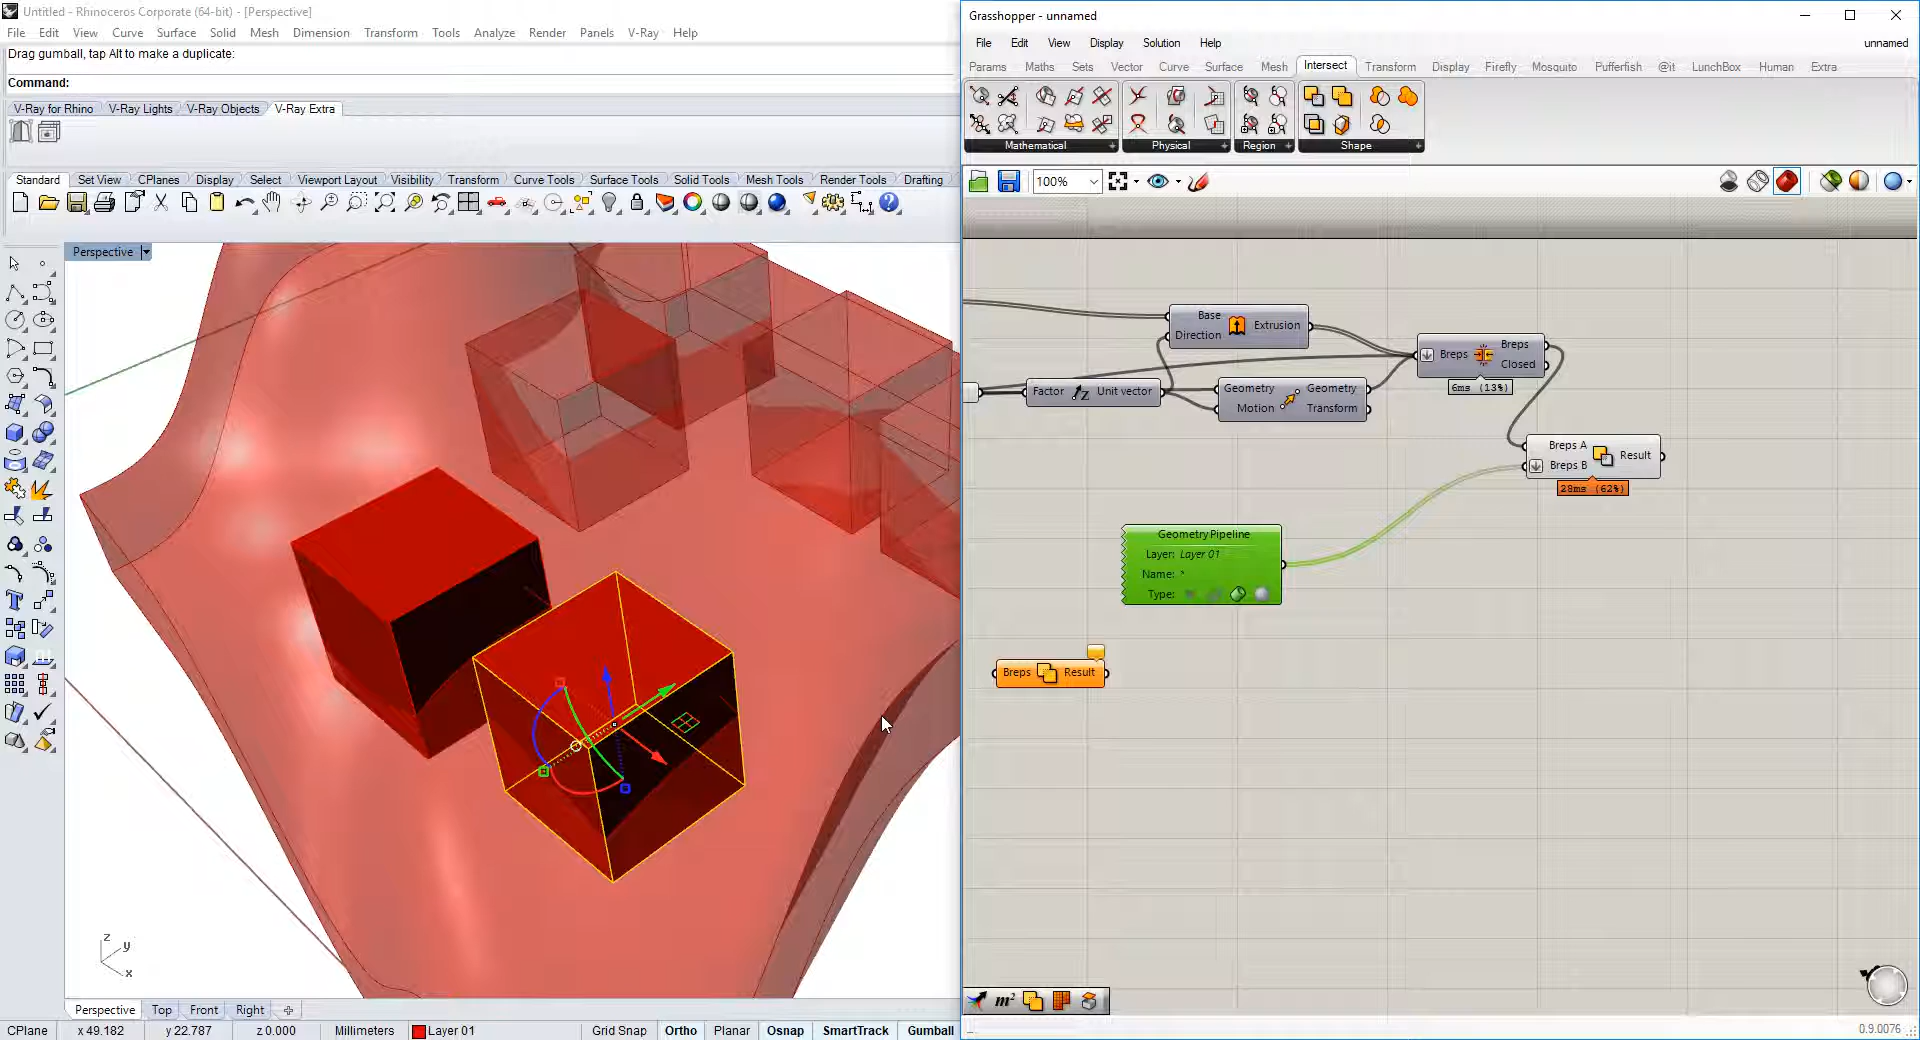 Untitled - Rhinoceros Corporate (64-bit) - [Perspective]
File Edit View Curve Surface Solid Mesh Dimension Transform Tools Analyze Render Panels V-Ray Help
Drag gumball, tap Alt to make a duplicate:
Command:
V-Ray for Rhino V-Ray Lights V-Ray Objects V-Ray Extra
Standard Set View CPlanes Display Select Viewport Layout Visibility Transform Curve Tools Surface Tools Solid Tools Mesh Tools Render Tools Drafting
Perspective
z
y
x
Perspective Top Front Right
CPlane x 49.182 y 22.787 z 0.000 Millimeters Layer 01 Grid Snap Ortho Planar Osnap SmartTrack Gumball
Grasshopper - unnamed
File Edit View Display Solution Help unnamed
Params Maths Sets Vector Curve Surface Mesh Intersect Transform Display Firefly Mosquito Pufferfish @it LunchBox Human Extra
Mathematical Physical Region Shape
100%
Base
Direction
Extrusion
Factor Unit vector
Geometry
Motion
Geometry
Transform
Breps
Breps
Closed
6ms (13%)
Breps A
Breps B
Result
28ms (62%)
Geometry Pipeline
Layer: Layer 01
Name: *
Type:
Breps Result
m²
0.9.0076